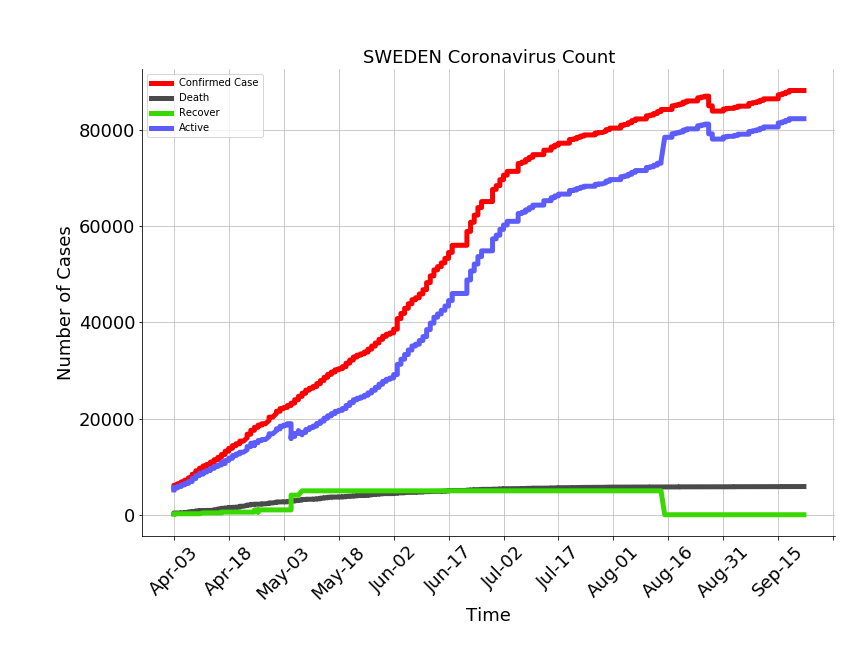 SWEDEN Coronavirus Count
Confirmed Case
Death
Recover
Active
80000
60000
40000
20000
0
Number of Cases
Apr-03
Apr-18
May-03
May-18
Jun-02
Jun-17
Jul-02
Jul-17
Aug-01
Aug-16
Aug-31
Sep-15
Time